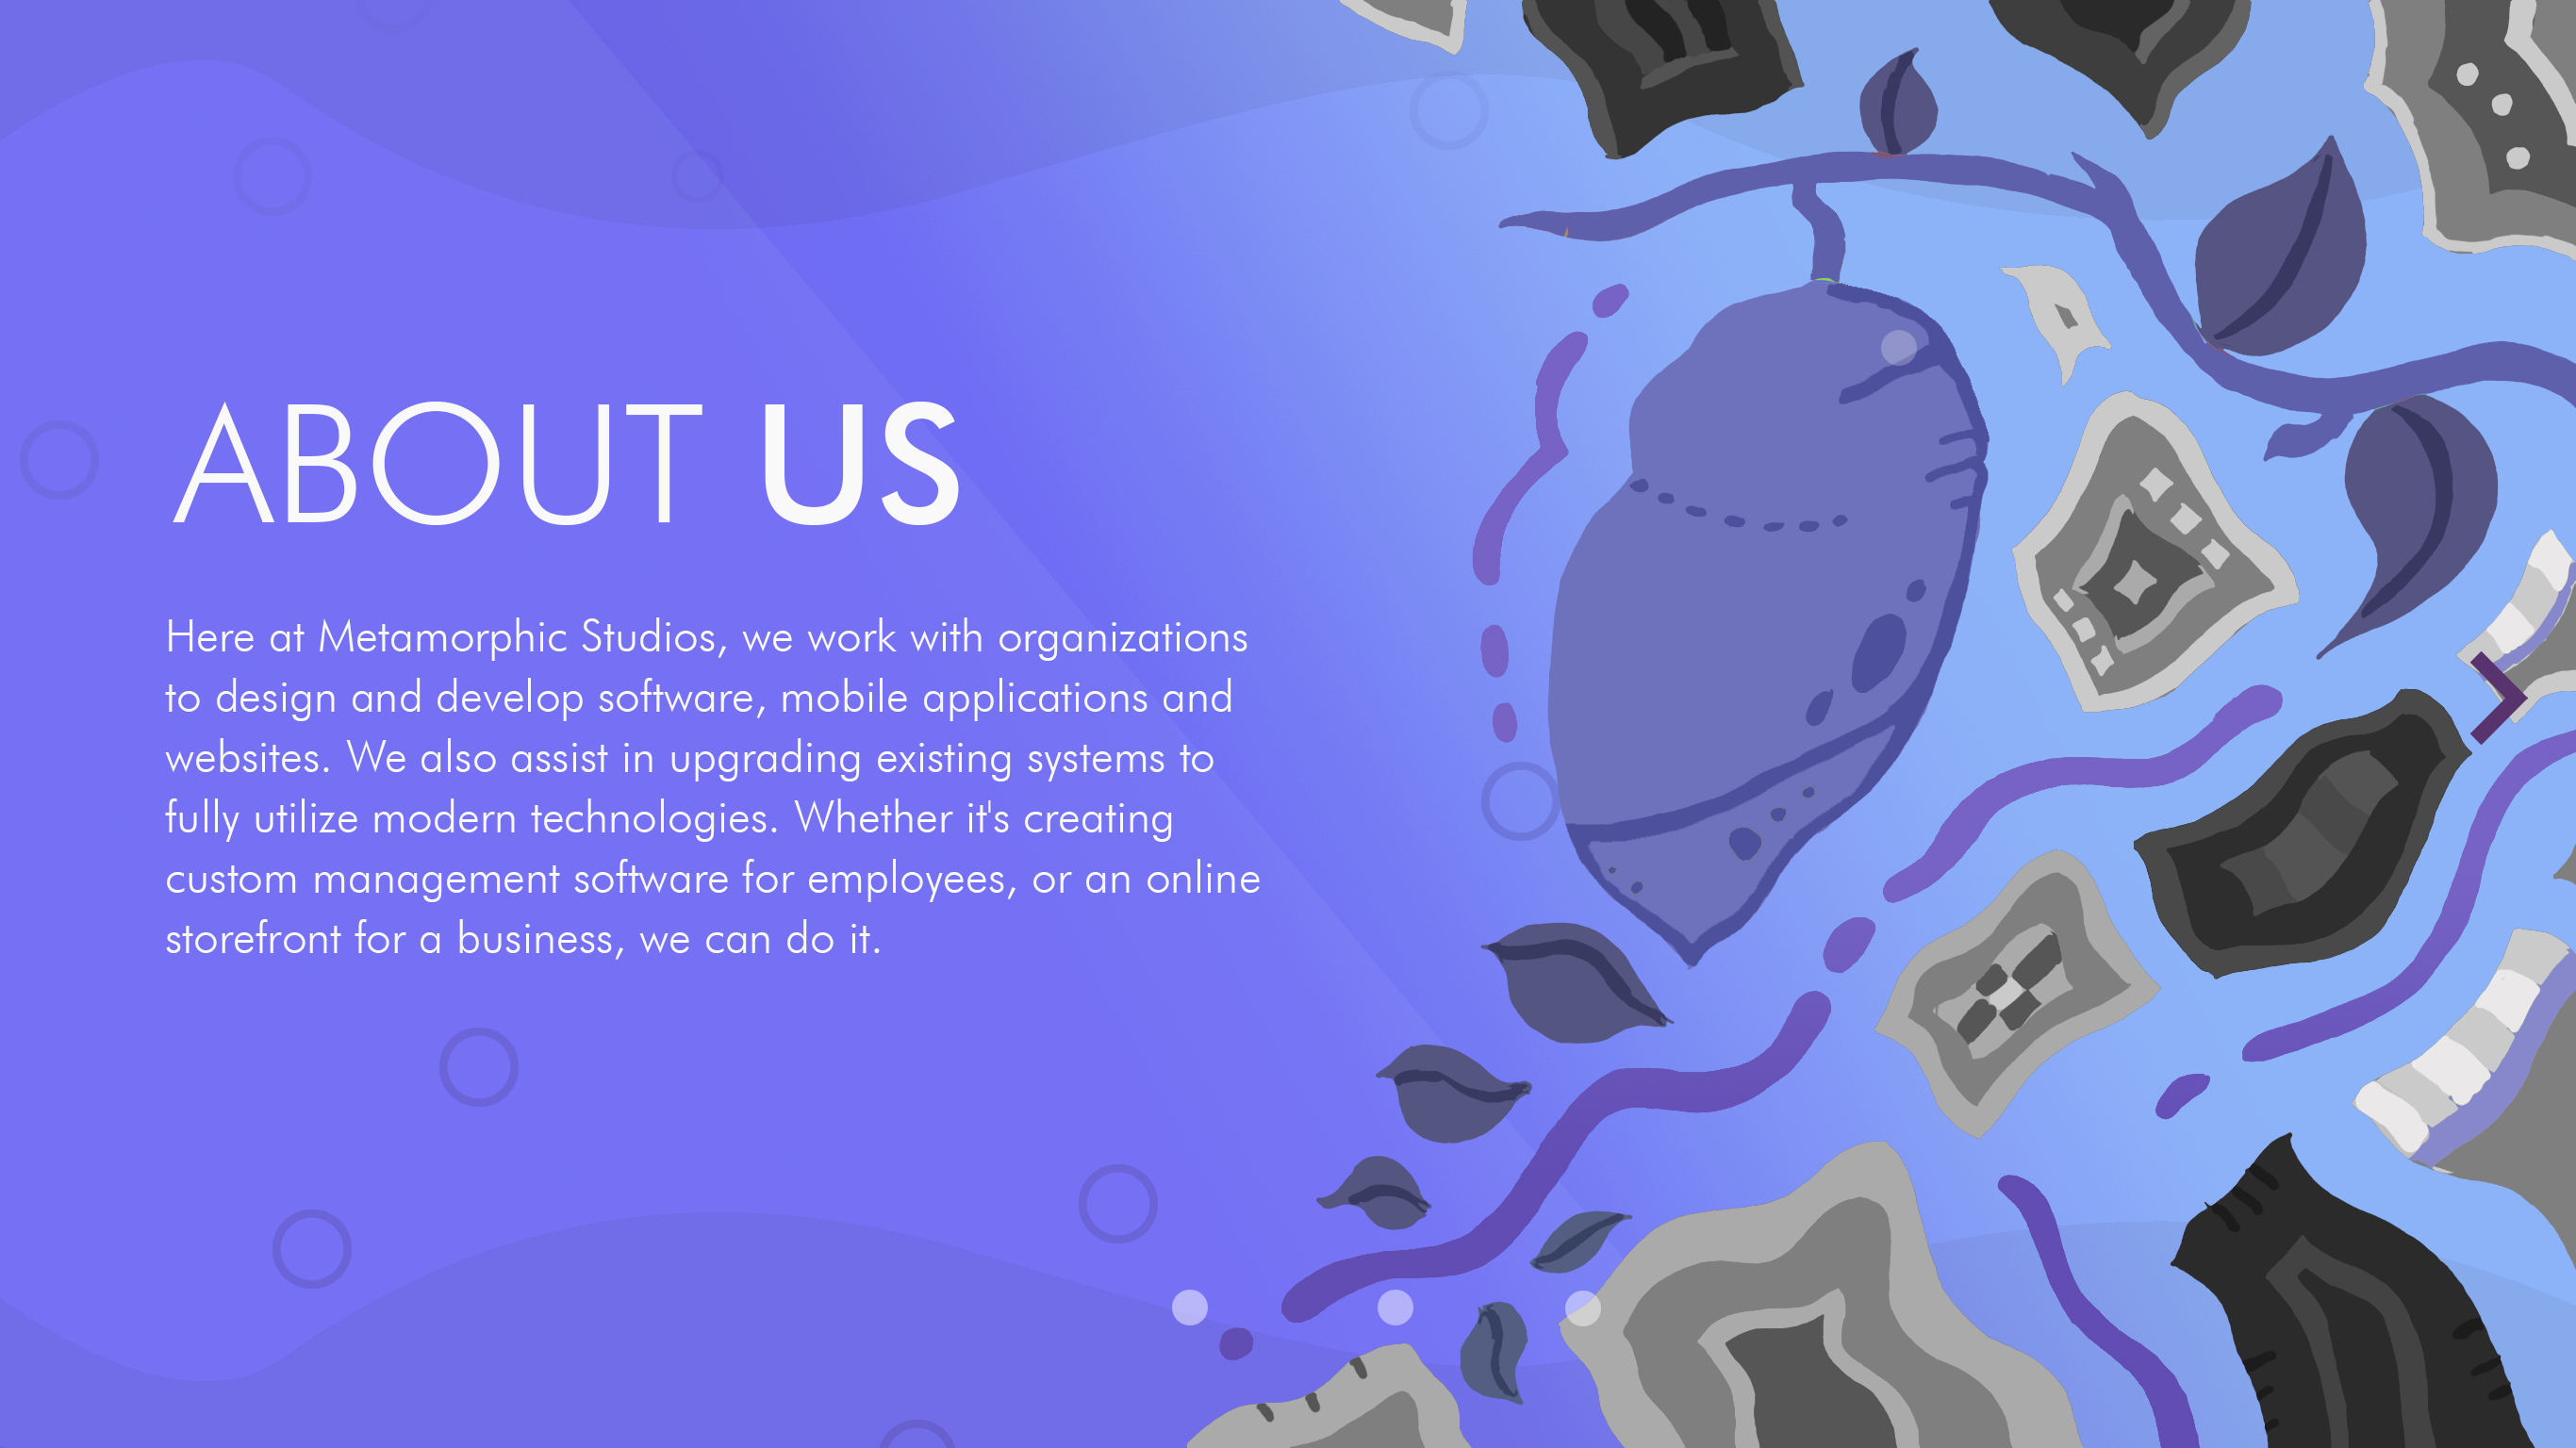 ABOUT US
Here at Metamorphic Studios, we work with organizations
to design and develop software, mobile applications and
websites. We also assist in upgrading existing systems to
fully utilize modern technologies. Whether it's creating
custom management software for employees, or an online
storefront for a business, we can do it.